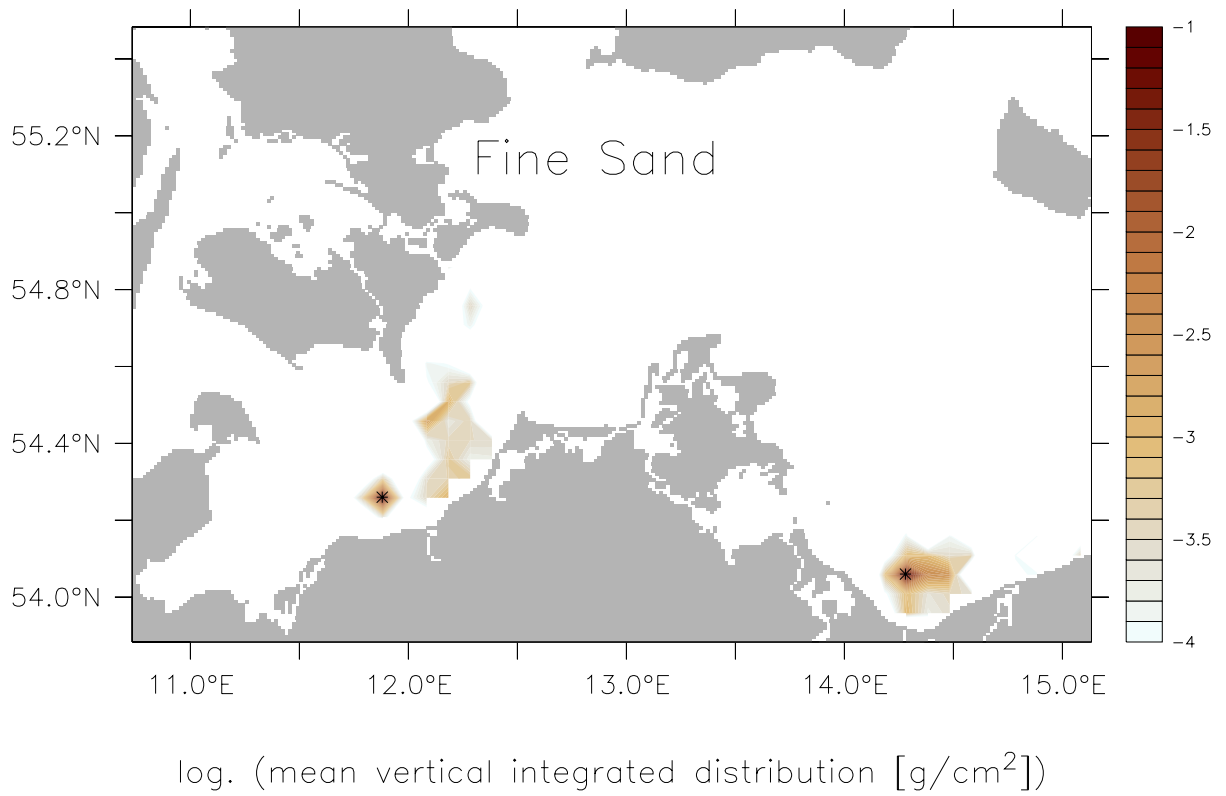 Fine Sand
55.2°N
54.8°N
54.4°N
54.0°N
11.0°E 12.0°E 13.0°E 14.0°E 15.0°E
-1
-1.5
-2
-2.5
-3
-3.5
-4
log. (mean vertical integrated distribution [g/cm²])